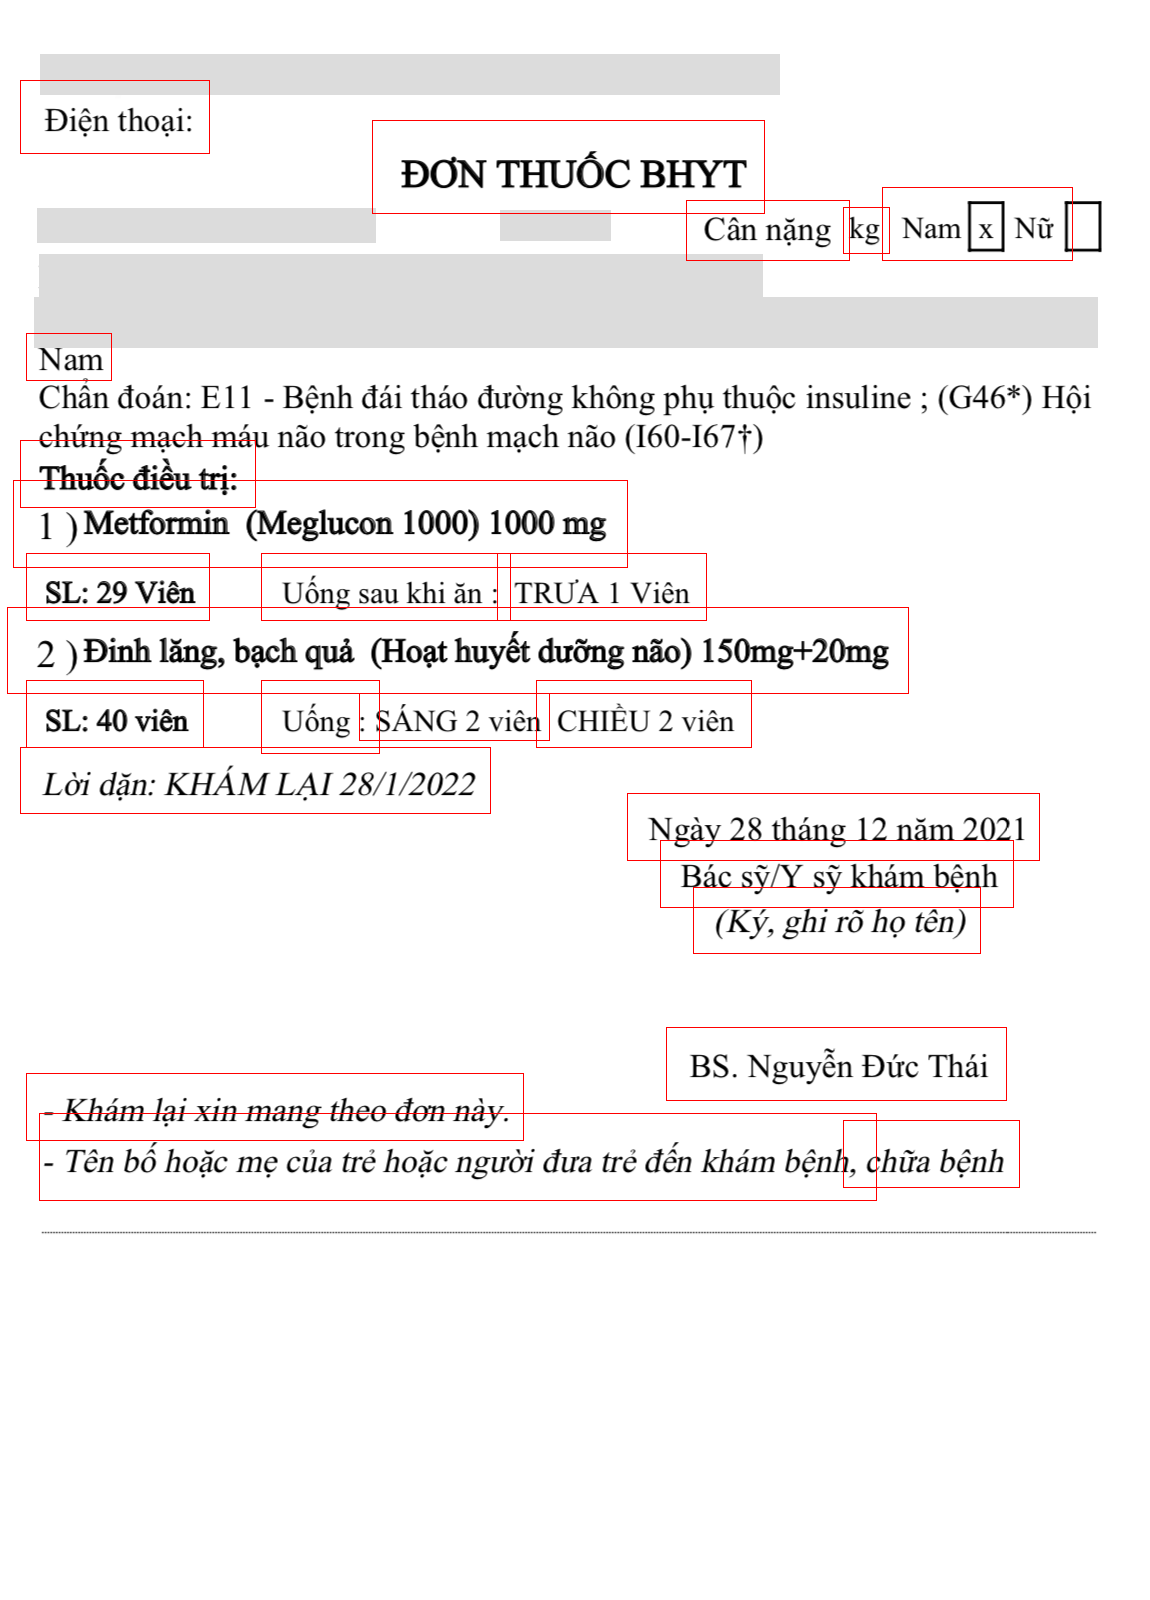 Điện thoại:
ĐƠN THUỐC BHYT
Cân nặng kg Nam x Nữ
Nam
Chẩn đoán: E11 - Bệnh đái tháo đường không phụ thuộc insuline ; (G46*) Hội
chứng mạch máu não trong bệnh mạch não (I60-I67†)
Thuốc điều trị:
1 ) Metformin (Meglucon 1000) 1000 mg
SL: 29 Viên Uống sau khi ăn : TRƯA 1 Viên
2 ) Đinh lăng, bạch quả (Hoạt huyết dưỡng não) 150mg+20mg
SL: 40 viên Uống : SÁNG 2 viên CHIỀU 2 viên
Lời dặn: KHÁM LẠI 28/1/2022
Ngày 28 tháng 12 năm 2021
Bác sỹ/Y sỹ khám bệnh
(Ký, ghi rõ họ tên)
BS. Nguyễn Đức Thái
- Khám lại xin mang theo đơn này.
- Tên bố hoặc mẹ của trẻ hoặc người đưa trẻ đến khám bệnh, chữa bệnh